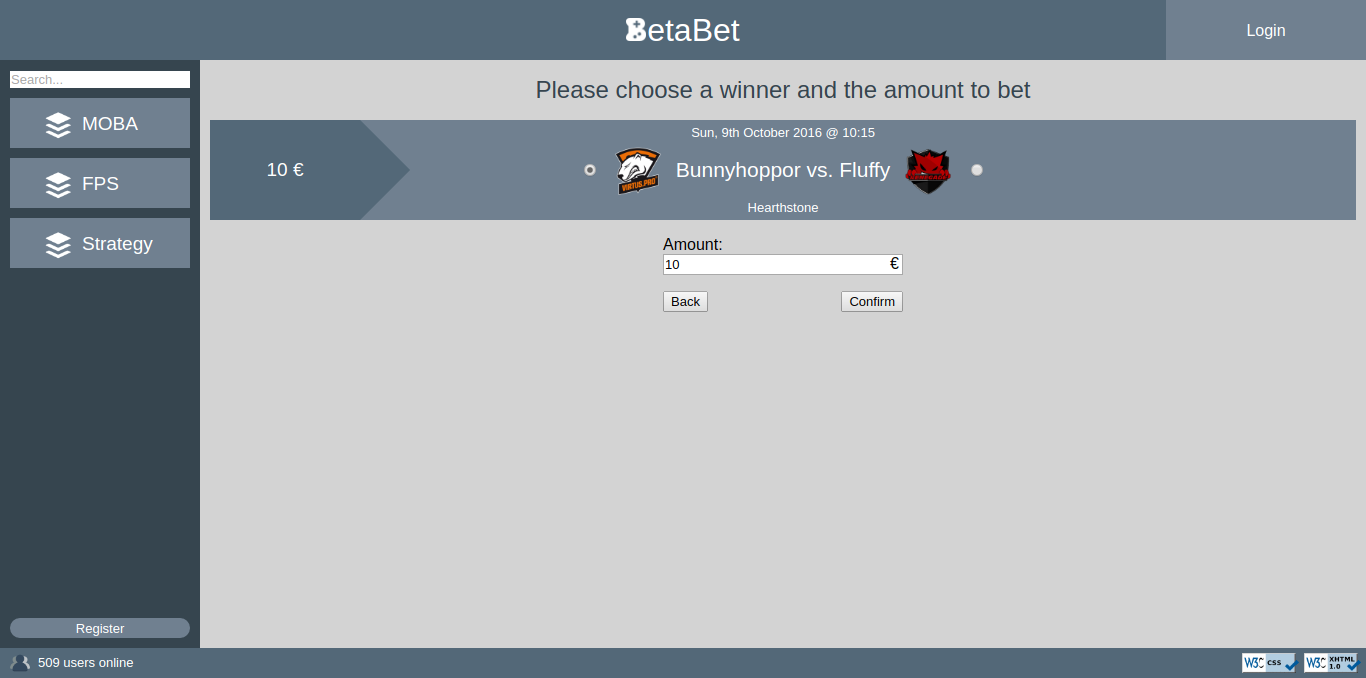 BetaBet
Login
Search...
MOBA
FPS
Strategy
Register
Please choose a winner and the amount to bet
10 €
Sun, 9th October 2016 @ 10:15
VIRTUS.PRO
Bunnyhoppor vs. Fluffy
Hearthstone
Amount:
10 €
Back Confirm
509 users online
W3C CSS
W3C XHTML 1.0